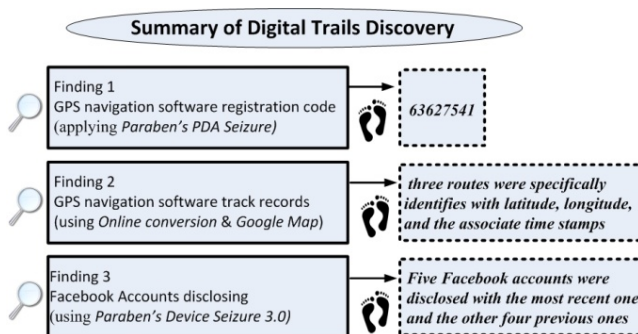 Summary of Digital Trails Discovery
Finding 1
GPS navigation software registration code
(applying Paraben's PDA Seizure)
63627541
Finding 2
GPS navigation software track records
(using Online conversion & Google Map)
three routes were specifically
identifies with latitude, longitude,
and the associate time stamps
Finding 3
Facebook Accounts disclosing
(using Paraben's Device Seizure 3.0)
Five Facebook accounts were
disclosed with the most recent one
and the other four previous ones